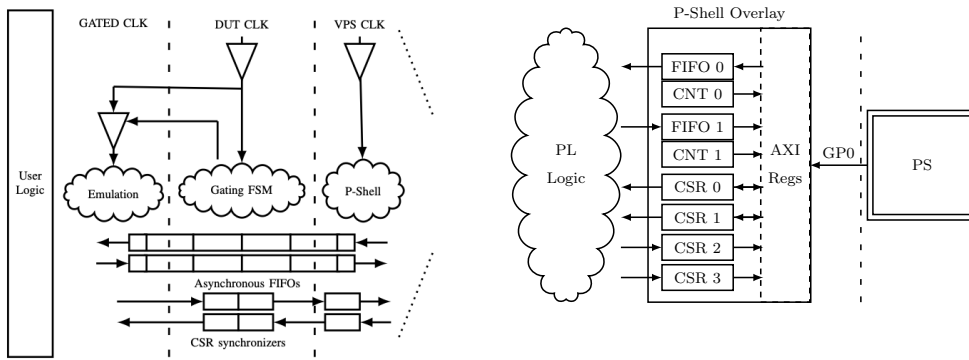 GATED CLK
DUT CLK
VPS CLK
User
Logic
Emulation
Gating FSM
P-Shell
Asynchronous FIFOs
CSR synchronizers
P-Shell Overlay
PL
Logic
FIFO 0
CNT 0
FIFO 1
CNT 1
CSR 0
CSR 1
CSR 2
CSR 3
AXI
Regs
GP0
PS